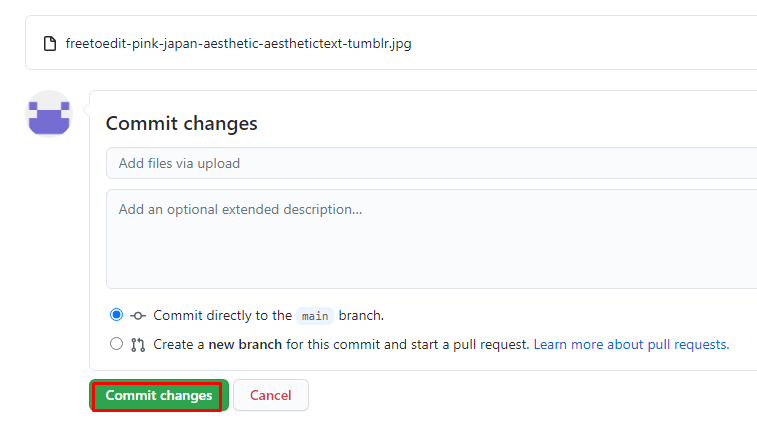 freetoedit-pink-japan-aesthetic-aesthetictext-tumblr.jpg
Commit changes
Add files via upload
Add an optional extended description...
Commit directly to the main branch.
Create a new branch for this commit and start a pull request. Learn more about pull requests.
Commit changes Cancel